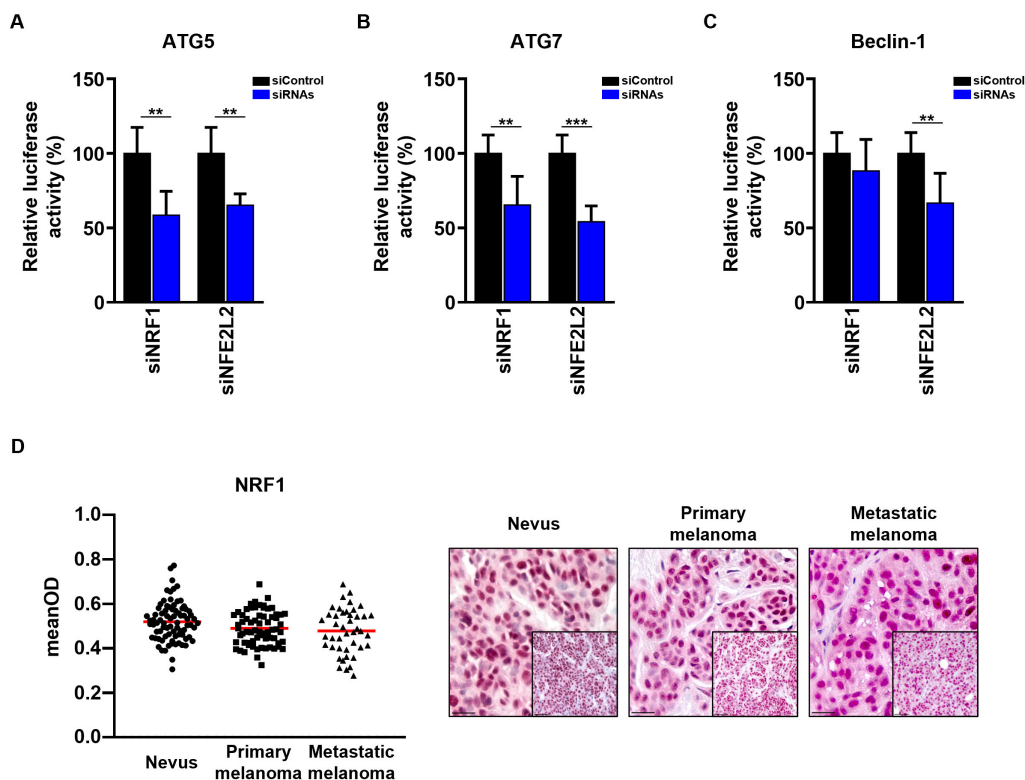 A
ATG5
150
100
50
0
Relative luciferase
activity (%)
**
**
siControl
siRNAs
siNRF1
siNFE2L2
B
ATG7
150
100
50
0
Relative luciferase
activity (%)
**
***
siControl
siRNAs
siNRF1
siNFE2L2
C
Beclin-1
150
100
50
0
Relative luciferase
activity (%)
**
siControl
siRNAs
siNRF1
siNFE2L2
D
NRF1
1.0
0.8
0.6
0.4
0.2
0.0
meanOD
Nevus
Primary
melanoma
Metastatic
melanoma
Nevus
Primary
melanoma
Metastatic
melanoma